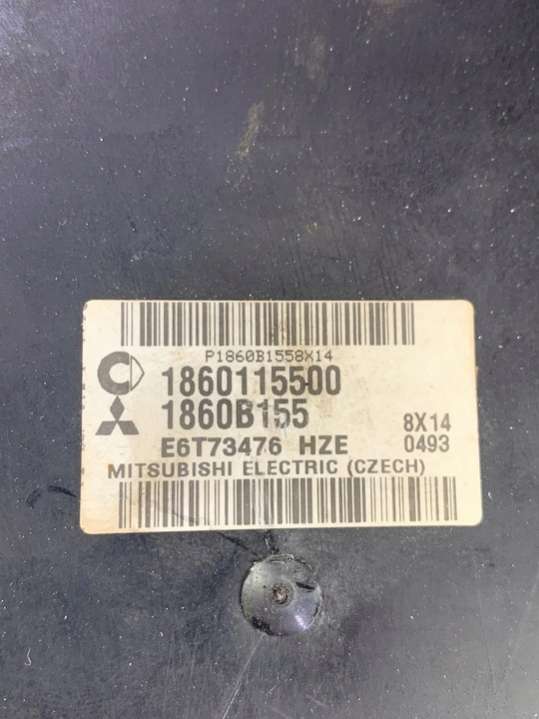 P1860B1558X14
1860115500
1860B155 8X14
E6T73476 HZE 0493
MITSUBISHI ELECTRIC (CZECH)